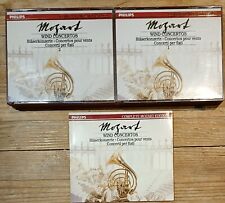 PHILIPS
Mozart
WIND CONCERTOS
Bläserkonzerte · Concertos pour vents
Concerti per fiati
2
PHILIPS
Mozart
WIND CONCERTOS
Bläserkonzerte · Concertos pour vents
Concerti per fiati
COMPLETE MOZART EDITION
Mozart
WIND CONCERTOS
Bläserkonzerte · Concertos pour vents
Concerti per fiati